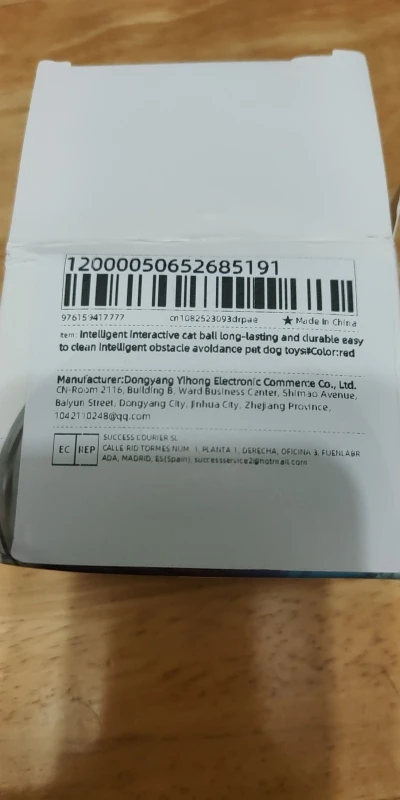 12000050652685191
976159417777 cn1082523093drpae ★ Made in China
Item: Intelligent interactive cat ball long-lasting and durable easy
to clean Intelligent obstacle avoidance pet dog toys#Color:red
Manufacturer:Dongyang Yihong Electronic Commerce Co., Ltd.
CN-Room 2116, Building B, Ward Business Center, Shimao Avenue,
Baiyun Street, Dongyang City, Jinhua City, Zhejiang Province,
1042110248@qq.com
EC REP
SUCCESS COURIER SL
CALLE RIO TORMES NUM. 1, PLANTA 1, DERECHA, OFICINA 3, FUENLABR
ADA, MADRID, ES(Spain), successservice2@hotmail.com